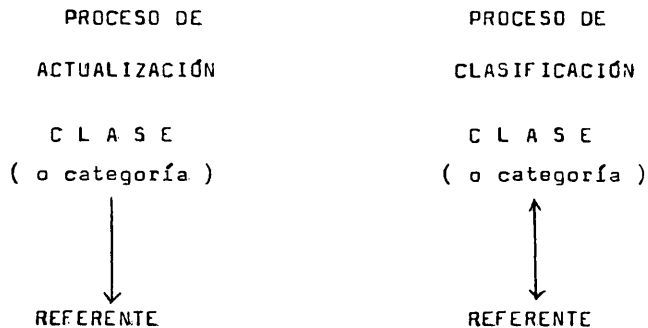 PROCESO DE
ACTUALIZACIÓN
C L A S E
( o categoría )
REFERENTE
PROCESO DE
CLASIFICACIÓN
C L A S E
( o categoría )
REFERENTE